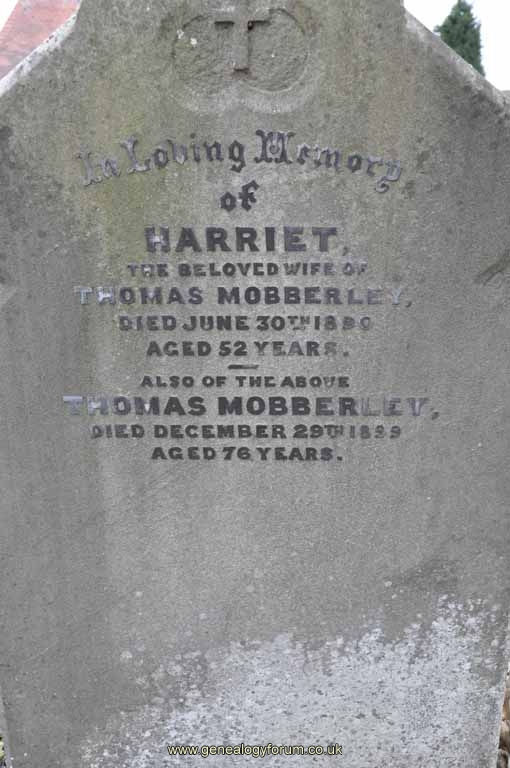 In Loving Memory
of
HARRIET,
THE BELOVED WIFE OF
THOMAS MOBBERLEY,
DIED JUNE 30TH 1890
AGED 52 YEARS.
ALSO OF THE ABOVE
THOMAS MOBBERLEY,
DIED DECEMBER 29TH 1899
AGED 76 YEARS.
www.genealogyforum.co.uk